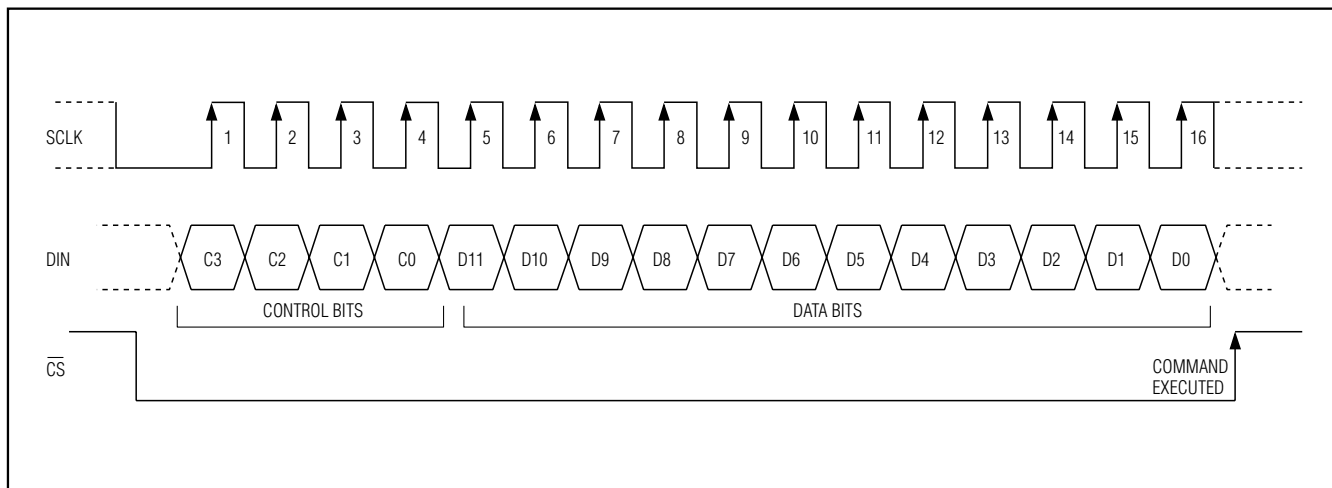 SCLK 1 2 3 4 5 6 7 8 9 10 11 12 13 14 15 16
DIN C3 C2 C1 C0 D11 D10 D9 D8 D7 D6 D5 D4 D3 D2 D1 D0
CONTROL BITS DATA BITS
CS COMMAND
EXECUTED